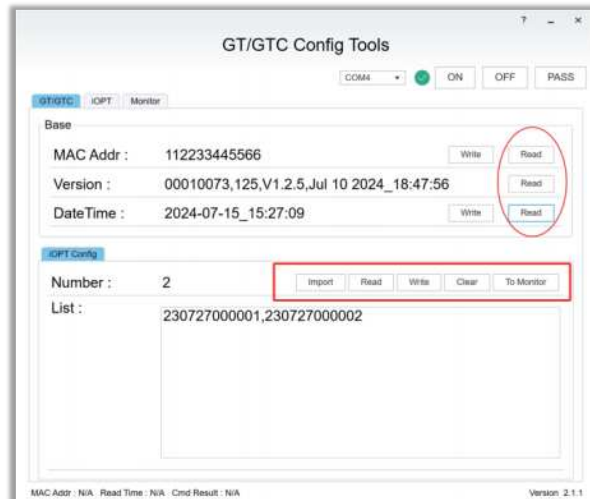 ? – ×
GT/GTC Config Tools
COM4 ON OFF PASS
GT/GTC iOPT Monitor
Base
MAC Addr : 112233445566 Write Read
Version : 00010073,125,V1.2.5,Jul 10 2024_18:47:56 Read
DateTime : 2024-07-15_15:27:09 Write Read
iOPT Config
Number : 2 Import Read Write Clear To Monitor
List : 230727000001,230727000002
MAC Addr : N/A Read Time : N/A Cmd Result : N/A Version 2.1.1